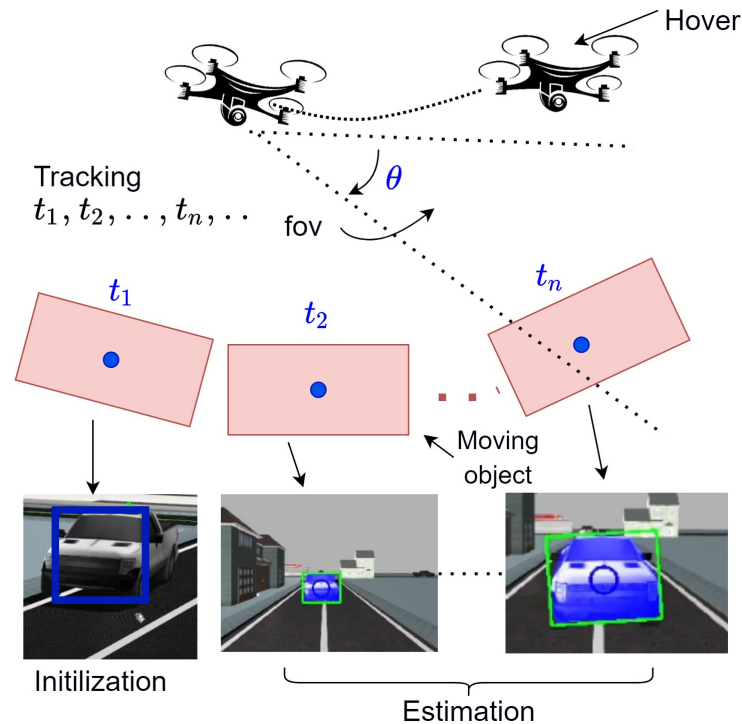 Hover
θ
Tracking
t₁, t₂, . ., tₙ, . .
fov
t₁
t₂
tₙ
Moving
object
Initilization
Estimation